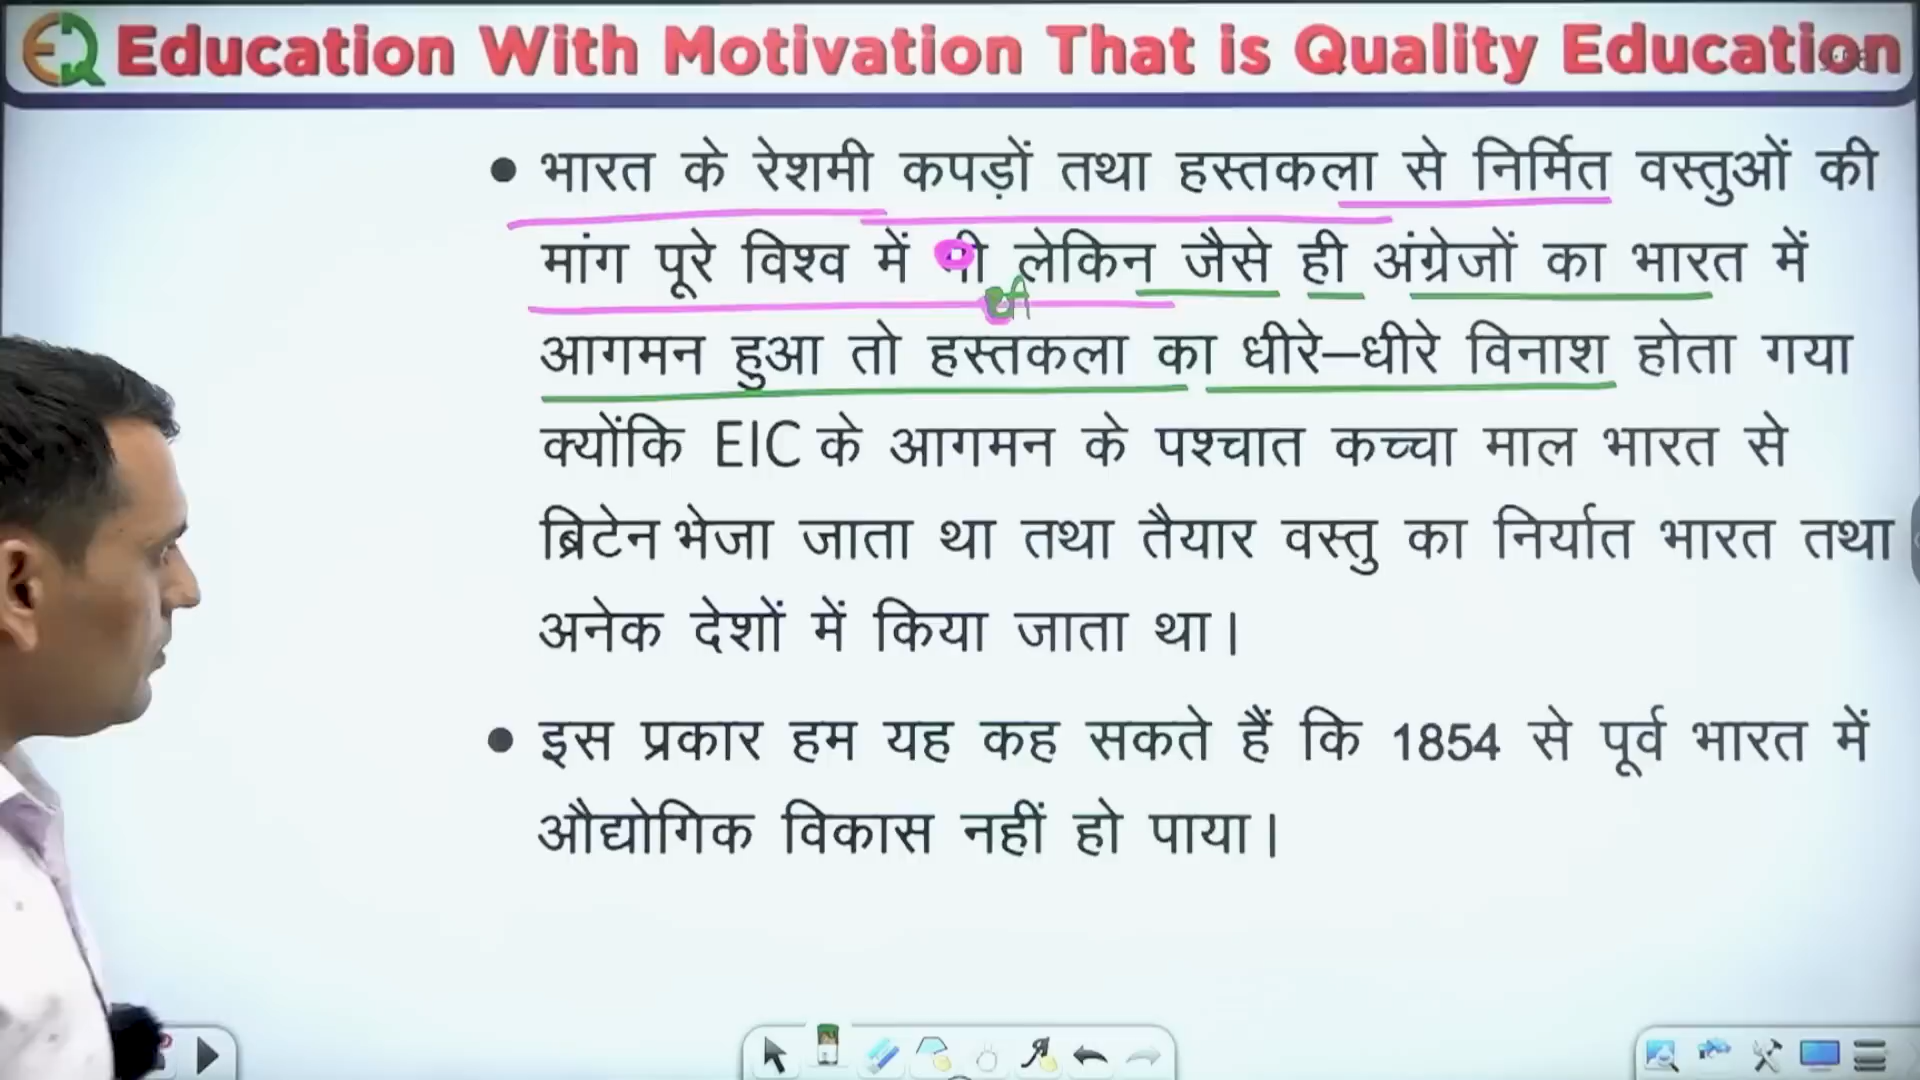 Education With Motivation That is Quality Education
• भारत के रेशमी कपड़ों तथा हस्तकला से निर्मित वस्तुओं की
मांग पूरे विश्व में लेकिन जैसे ही अंग्रेजों का भारत में
आगमन हुआ तो हस्तकला का धीरे–धीरे विनाश होता गया
क्योंकि EIC के आगमन के पश्चात कच्चा माल भारत से
ब्रिटेन भेजा जाता था तथा तैयार वस्तु का निर्यात भारत तथा
अनेक देशों में किया जाता था।
• इस प्रकार हम यह कह सकते हैं कि 1854 से पूर्व भारत में
औद्योगिक विकास नहीं हो पाया।